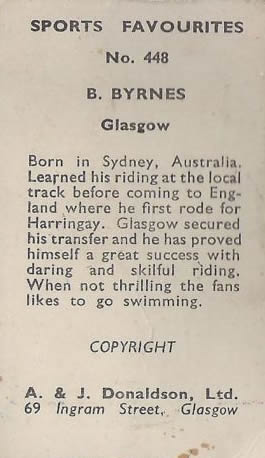 SPORTS FAVOURITES
No. 448
B. BYRNES
Glasgow
Born in Sydney, Australia.
Learned his riding at the local
track before coming to Eng-
land where he first rode for
Harringay. Glasgow secured
his transfer and he has proved
himself a great success with
daring and skilful riding.
When not thrilling the fans
likes to go swimming.
COPYRIGHT
A. & J. Donaldson, Ltd.
69 Ingram Street, Glasgow